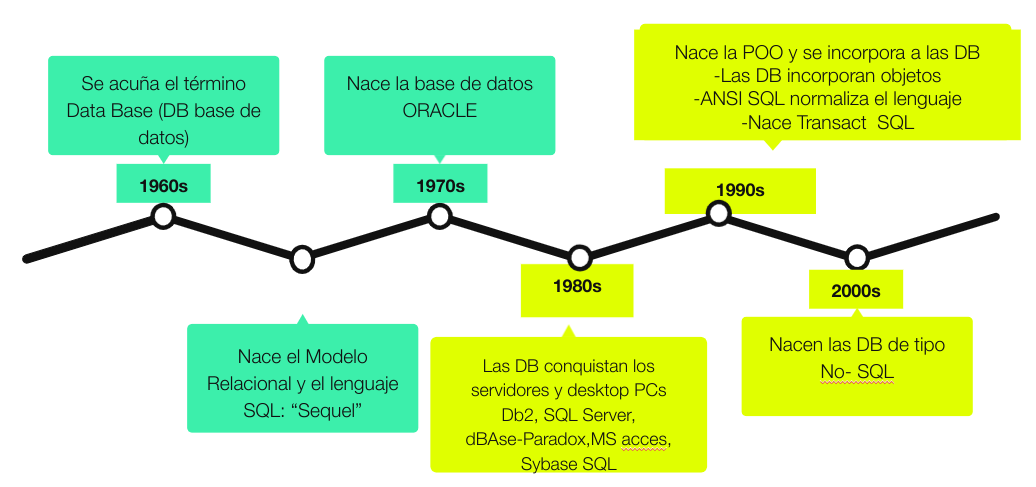 Se acuña el término
Data Base (DB base de
datos)
1960s
Nace el Modelo
Relacional y el lenguaje
SQL: “Sequel”
Nace la base de datos
ORACLE
1970s
1980s
Las DB conquistan los
servidores y desktop PCs
Db2, SQL Server,
dBAse-Paradox,MS acces,
Sybase SQL
Nace la POO y se incorpora a las DB
-Las DB incorporan objetos
-ANSI SQL normaliza el lenguaje
-Nace Transact  SQL
1990s
2000s
Nacen las DB de tipo
No- SQL